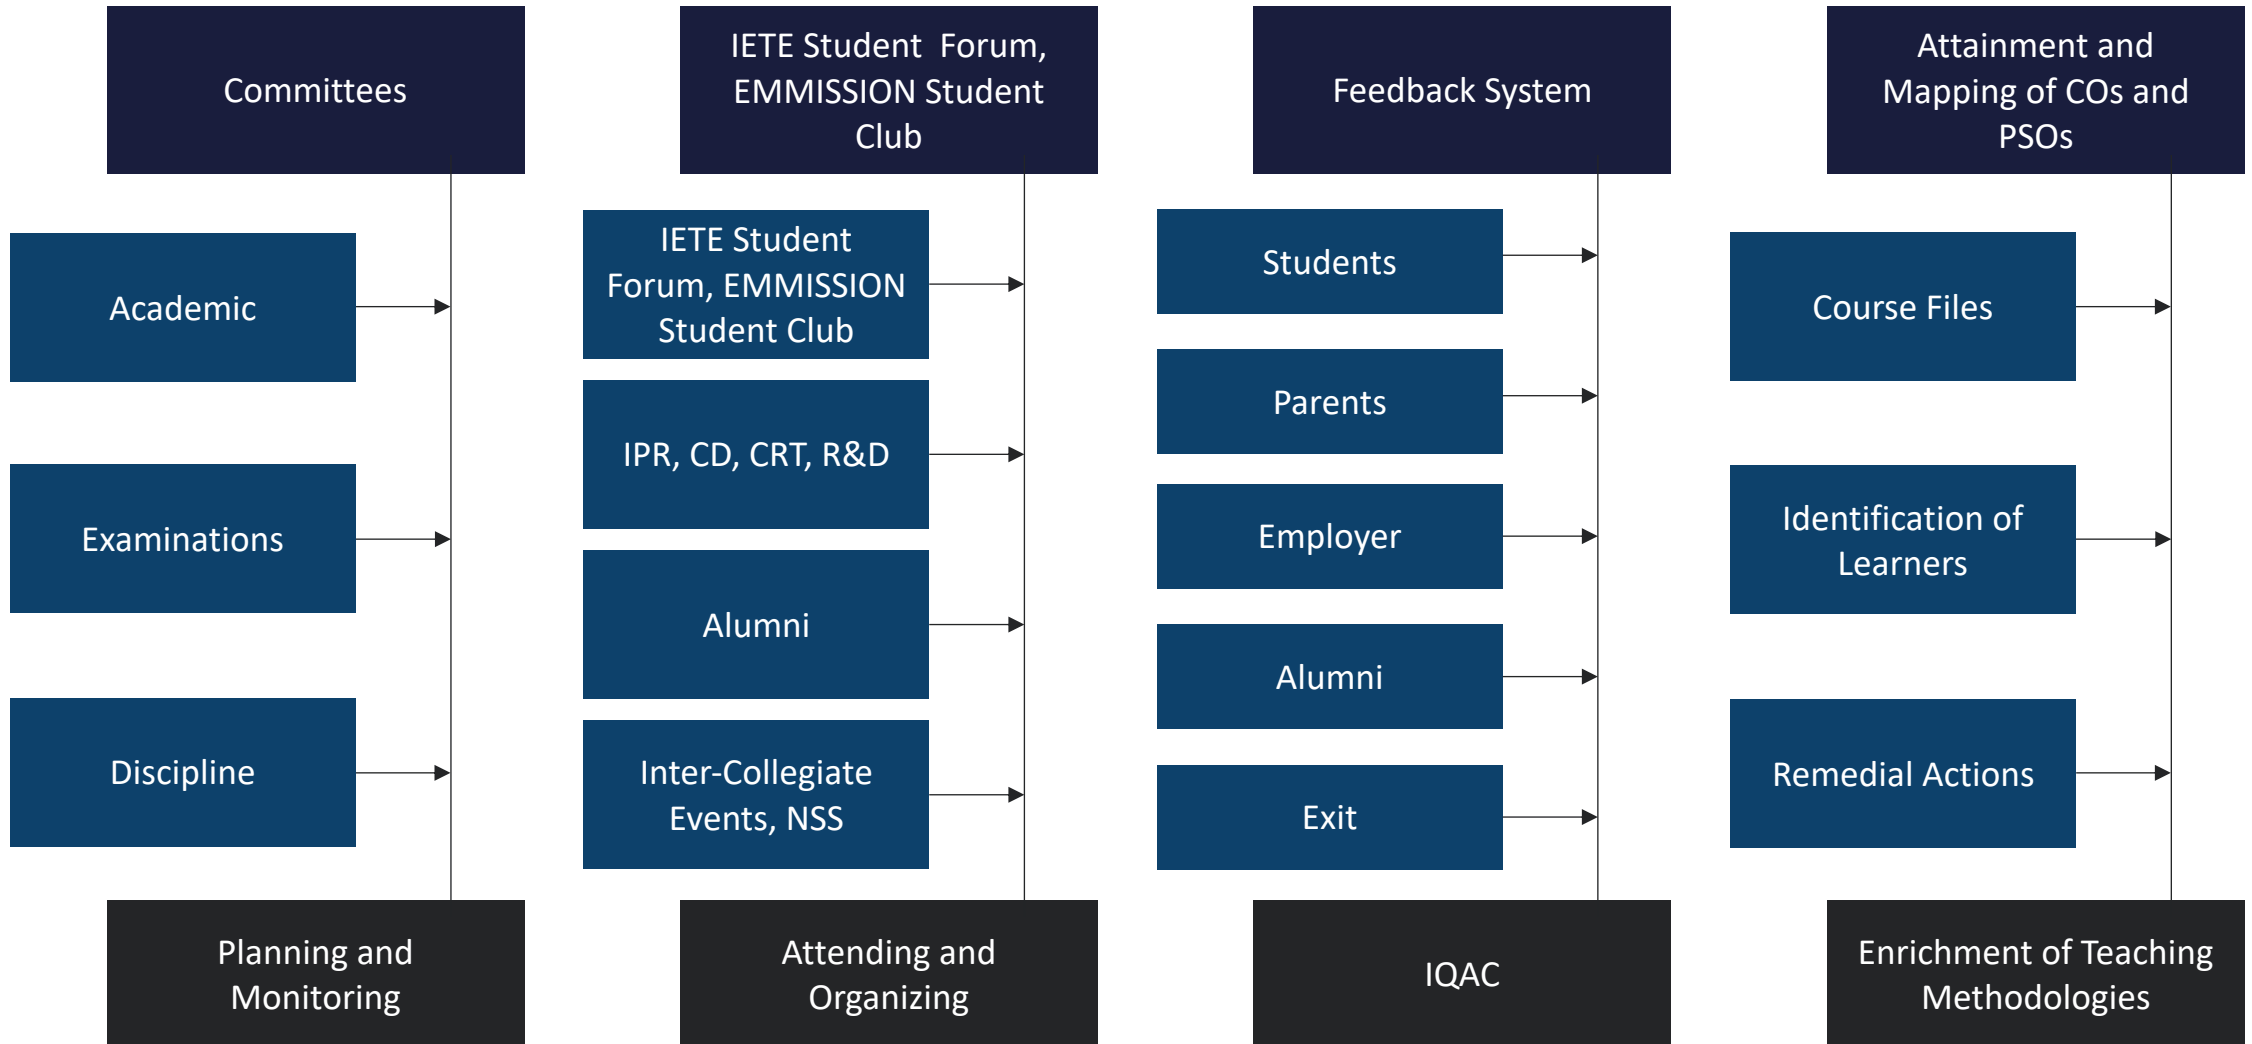 Committees
Academic
Examinations
Discipline
Planning and
Monitoring
IETE Student Forum,
EMMISSION Student
Club
IETE Student
Forum, EMMISSION
Student Club
IPR, CD, CRT, R&D
Alumni
Inter-Collegiate
Events, NSS
Attending and
Organizing
Feedback System
Students
Parents
Employer
Alumni
Exit
IQAC
Attainment and
Mapping of COs and
PSOs
Course Files
Identification of
Learners
Remedial Actions
Enrichment of Teaching
Methodologies